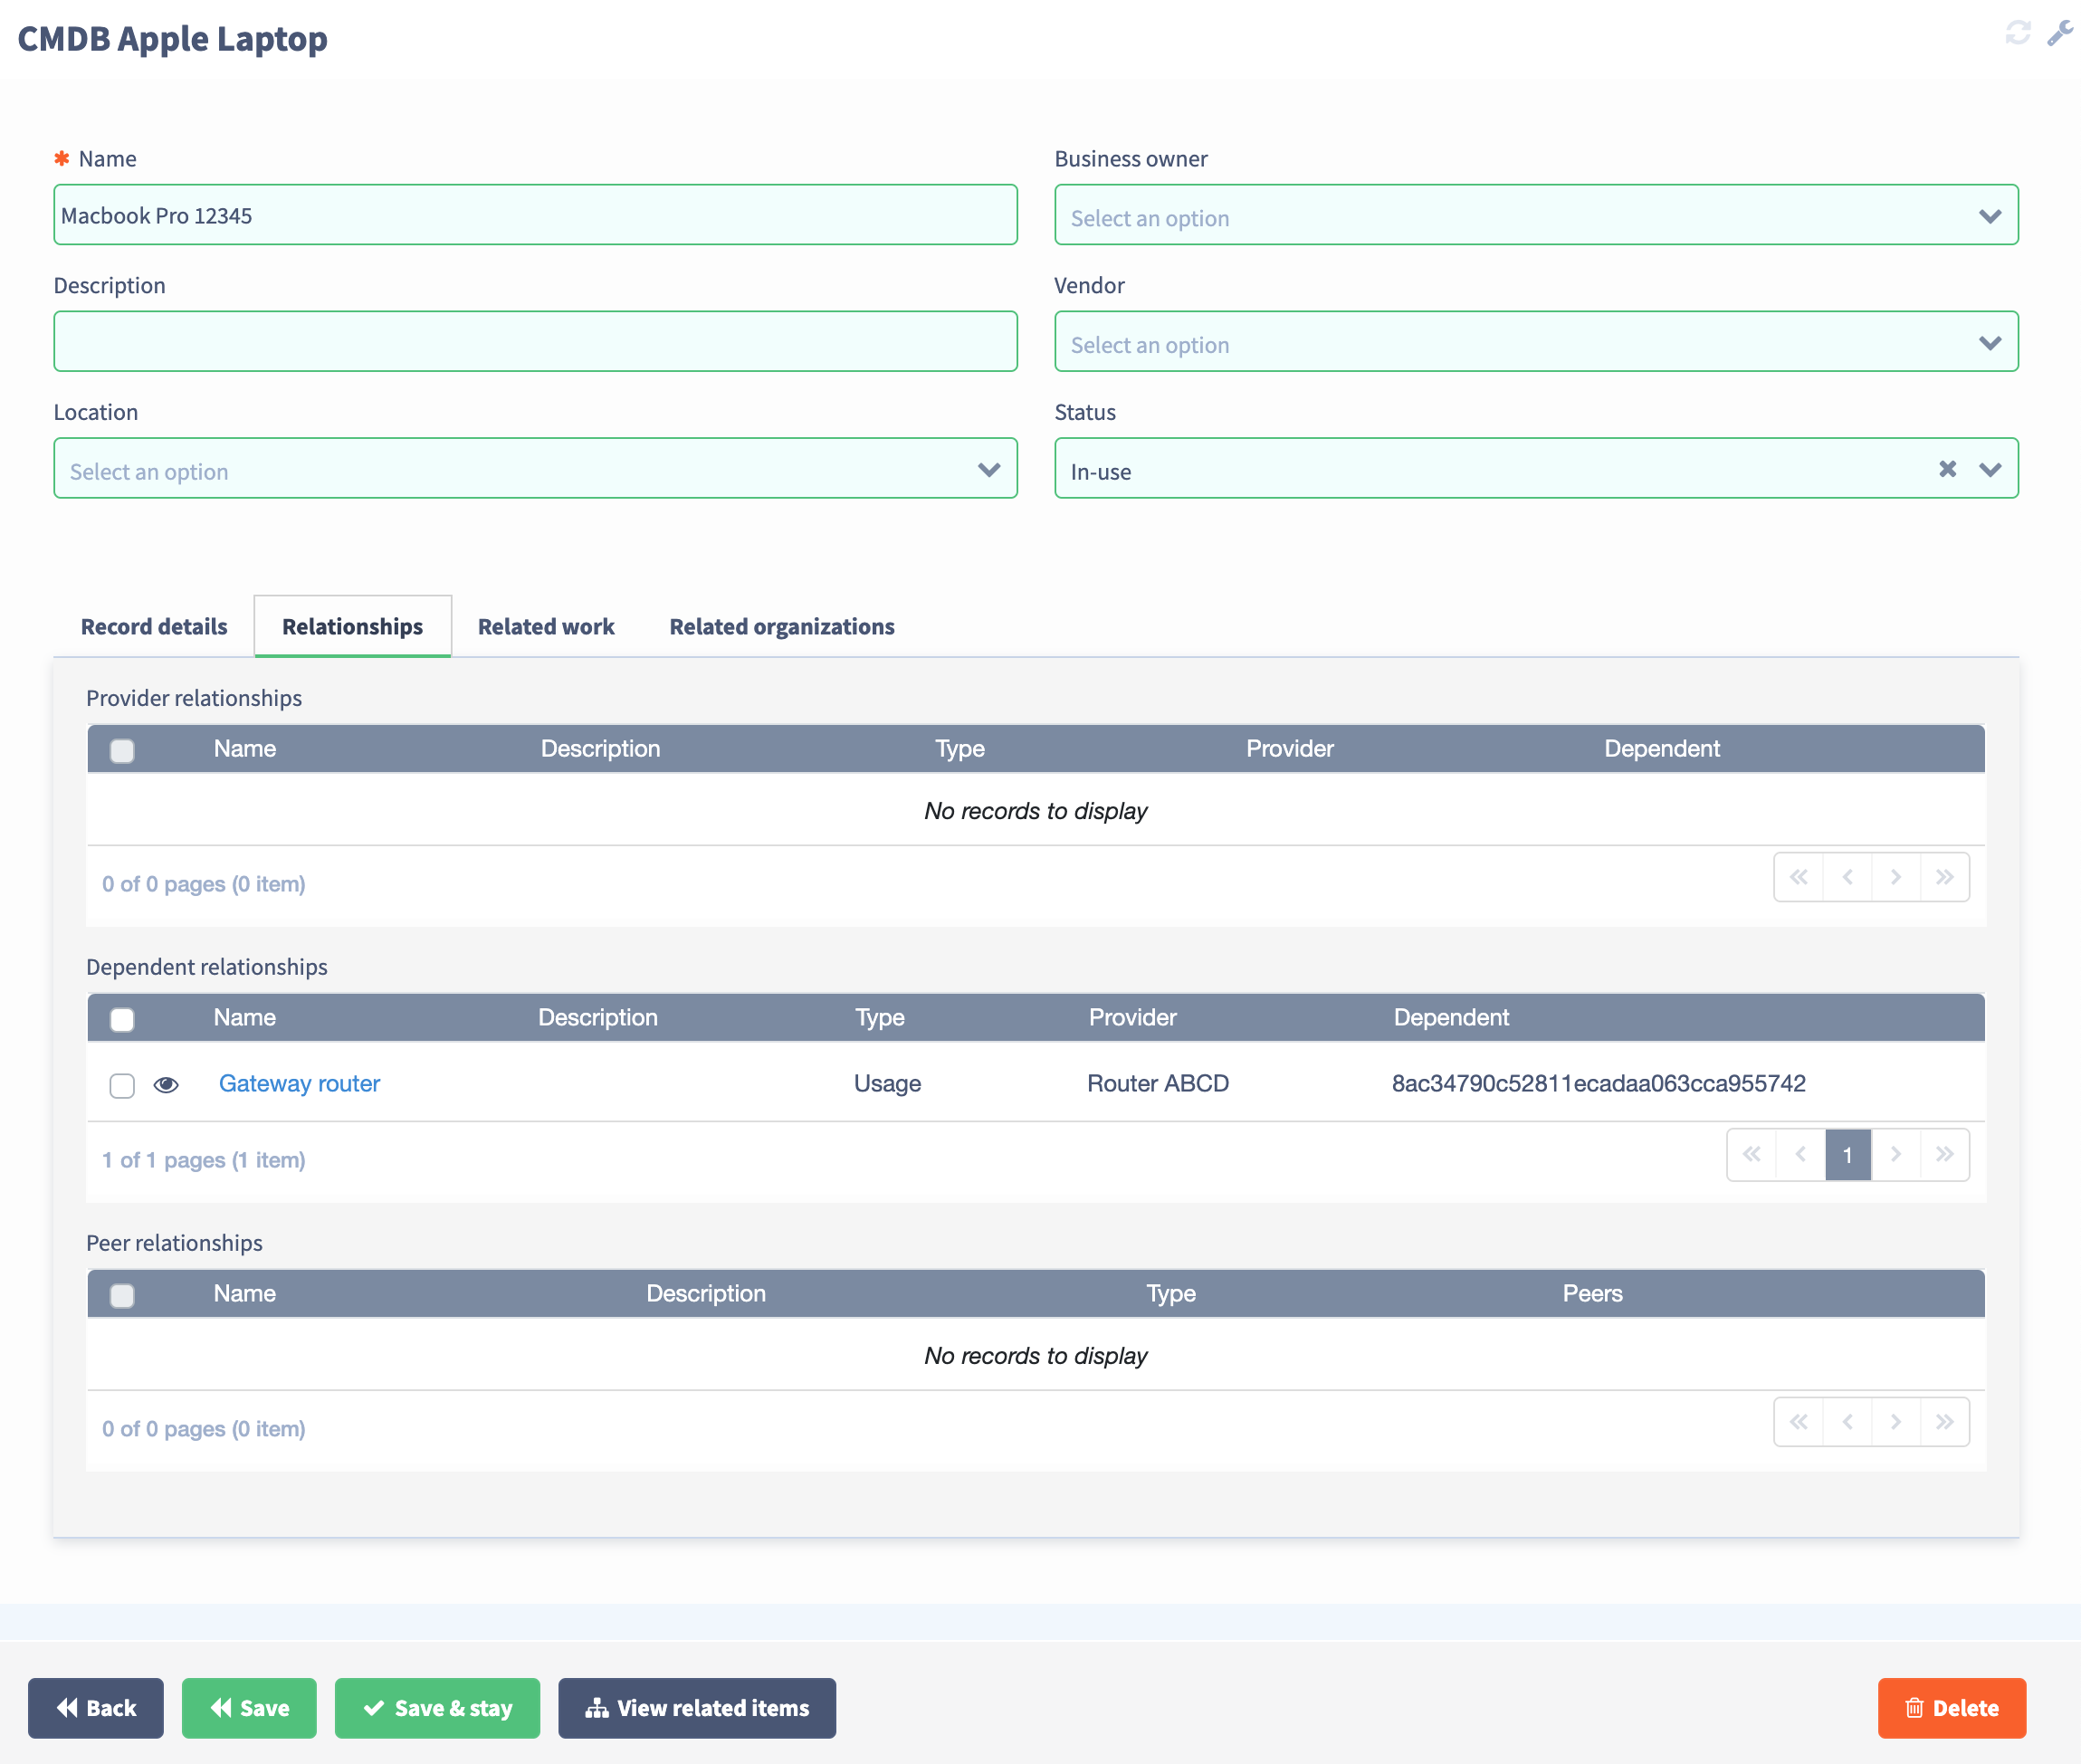 CMDB Apple Laptop
✱ Name
Business owner
Macbook Pro 12345
Select an option
Description
Vendor
Select an option
Location
Status
Select an option
In-use
Record details
Relationships
Related work
Related organizations
Provider relationships
Name Description Type Provider Dependent
No records to display
0 of 0 pages (0 item)
Dependent relationships
Name Description Type Provider Dependent
Gateway router Usage Router ABCD 8ac34790c52811ecadaa063cca955742
1 of 1 pages (1 item)
1
Peer relationships
Name Description Type Peers
No records to display
0 of 0 pages (0 item)
Back
Save
Save & stay
View related items
Delete